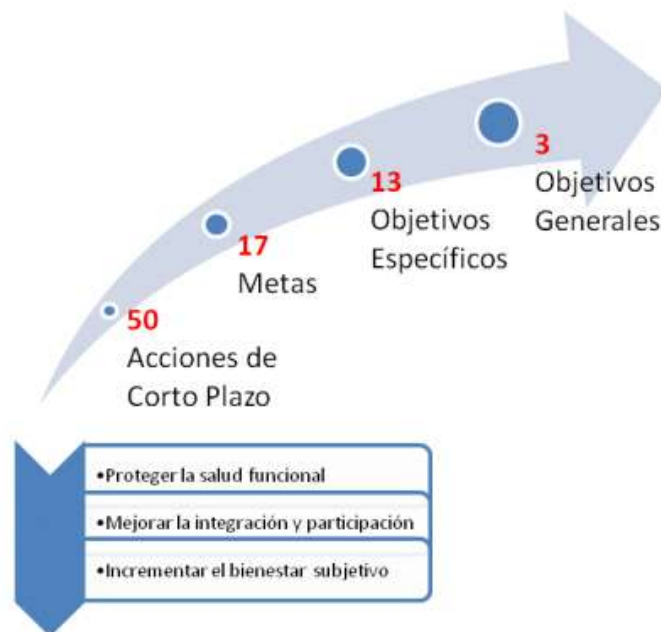 3
Objetivos
Generales
13
Objetivos
Específicos
17
Metas
50
Acciones de
Corto Plazo
•Proteger la salud funcional
•Mejorar la integración y participación
•Incrementar el bienestar subjetivo